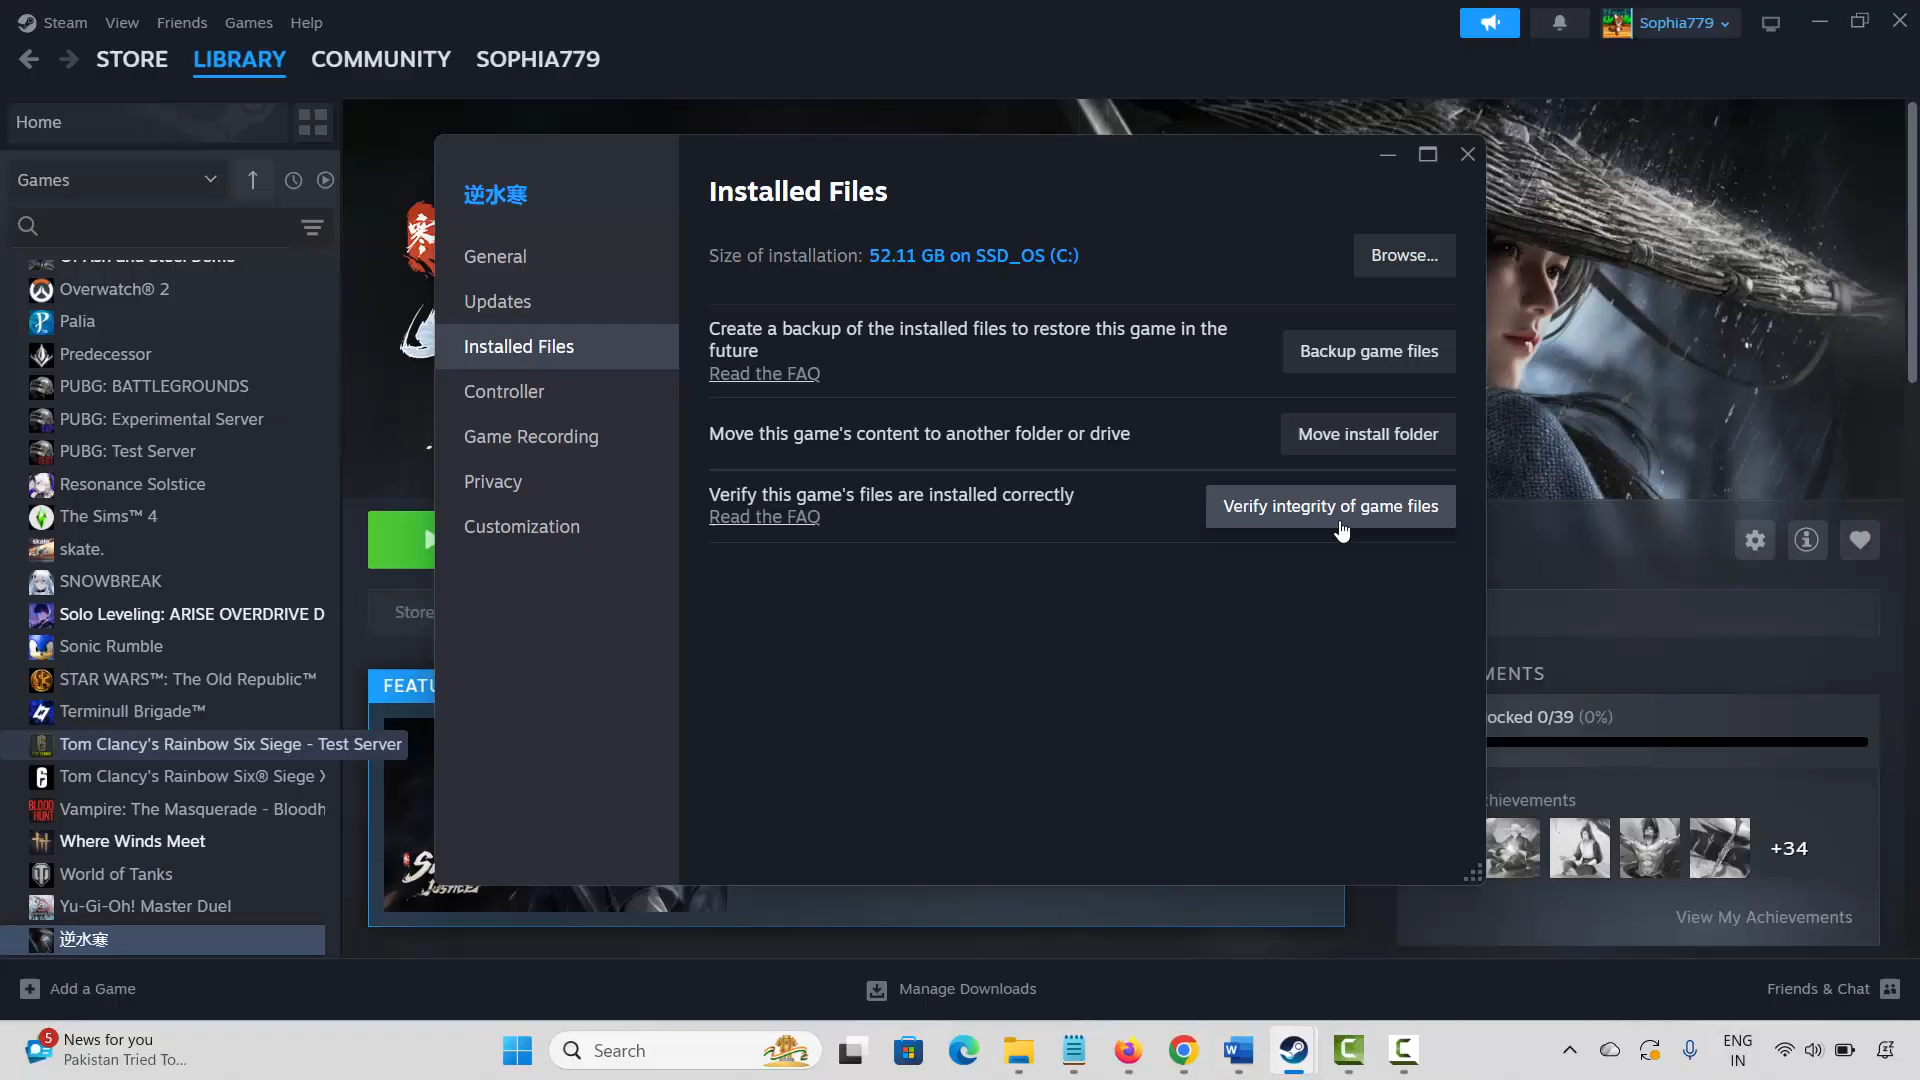 Steam View Friends Games Help
Sophia779
STORE LIBRARY COMMUNITY SOPHIA779
Home
Games
Overwatch® 2
Palia
Predecessor
PUBG: BATTLEGROUNDS
PUBG: Experimental Server
PUBG: Test Server
Resonance Solstice
The Sims™ 4
skate.
SNOWBREAK
Solo Leveling: ARISE OVERDRIVE D
Sonic Rumble
STAR WARS™: The Old Republic™
Terminull Brigade™
Tom Clancy's Rainbow Six Siege - Test Server
Tom Clancy's Rainbow Six® Siege X
Vampire: The Masquerade - Bloodh
Where Winds Meet
World of Tanks
Yu-Gi-Oh! Master Duel
逆水寒
逆水寒
General
Updates
Installed Files
Controller
Game Recording
Privacy
Customization
Installed Files
Size of installation: 52.11 GB on SSD_OS (C:)
Browse...
Create a backup of the installed files to restore this game in the
future
Read the FAQ
Backup game files
Move this game's content to another folder or drive
Move install folder
Verify this game's files are installed correctly
Read the FAQ
Verify integrity of game files
寒
Store
FEATU
MENTS
ocked 0/39 (0%)
chievements
+34
View My Achievements
Add a Game
Manage Downloads
Friends & Chat
5
News for you
Pakistan Tried To...
Search
ENG
IN